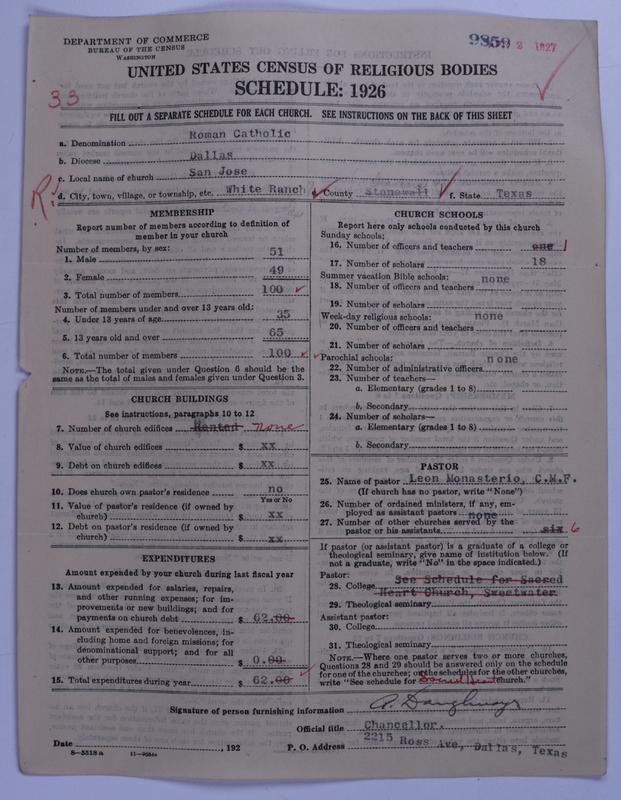 DEPARTMENT OF COMMERCE
BUREAU OF THE CENSUS
WASHINGTON
9859 2 1927
UNITED STATES CENSUS OF RELIGIOUS BODIES
SCHEDULE: 1926
33
FILL OUT A SEPARATE SCHEDULE FOR EACH CHURCH. SEE INSTRUCTIONS ON THE BACK OF THIS SHEET
a. Denomination Roman Catholic
b. Diocese Dallas
c. Local name of church San Jose
R.
d. City, town, village, or township, etc. White Ranch e. County Stonewall f. State Texas
MEMBERSHIP
Report number of members according to definition of
member in your church
Number of members, by sex:
1. Male 51
2. Female 49
3. Total number of members 100
Number of members under and over 13 years old:
4. Under 13 years of age 35
5. 13 years old and over 65
6. Total number of members 100
NOTE.—The total given under Question 6 should be the
same as the total of males and females given under Question 3.
CHURCH BUILDINGS
See instructions, paragraphs 10 to 12
7. Number of church edifices Rented none
8. Value of church edifices $ xx
9. Debt on church edifices $ xx
10. Does church own pastor's residence no
Yes or No
11. Value of pastor's residence (if owned by
church) $ xx
12. Debt on pastor's residence (if owned by
church) $ xx
EXPENDITURES
Amount expended by your church during last fiscal year
13. Amount expended for salaries, repairs,
and other running expenses; for im-
provements or new buildings; and for
payments on church debt $ 62.00
14. Amount expended for benevolences, in-
cluding home and foreign missions; for
denominational support; and for all
other purposes $ 0.00
15. Total expenditures during year $ 62.00
CHURCH SCHOOLS
Report here only schools conducted by this church
Sunday schools:
16. Number of officers and teachers one 1
17. Number of scholars 18
Summer vacation Bible schools: none
18. Number of officers and teachers
19. Number of scholars
Week-day religious schools: none
20. Number of officers and teachers
21. Number of scholars
Parochial schools: none
22. Number of administrative officers
23. Number of teachers—
a. Elementary (grades 1 to 8)
b. Secondary
24. Number of scholars—
a. Elementary (grades 1 to 8)
b. Secondary
PASTOR
25. Name of pastor Leon Monasterio, C.M.F.
(If church has no pastor, write "None")
26. Number of ordained ministers, if any, em-
ployed as assistant pastors none
27. Number of other churches served by the
pastor or his assistants six 6
If pastor (or assistant pastor) is a graduate of a college or
theological seminary, give name of institution below. (If
not a graduate, write "No" in the space indicated.)
Pastor: See Schedule for Sacred
28. College
Heart Church, Sweetwater
29. Theological seminary
Assistant pastor:
30. College
31. Theological seminary
NOTE.—Where one pastor serves two or more churches,
Questions 28 and 29 should be answered only on the schedule
for one of the churches; on the schedules for the other churches,
write "See schedule for Sacred Heart church."
Signature of person furnishing information
Official title Chancellor.
Date , 192 P. O. Address 2215 Ross Ave, Dallas, Texas
8—5518a 11—9851a